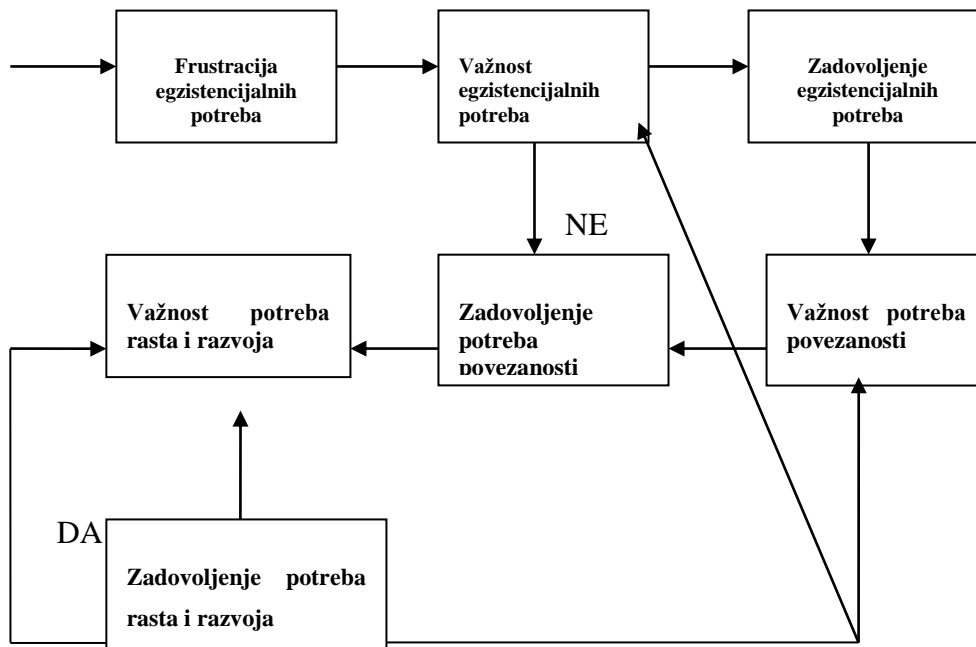 Frustracija
egzistencijalnih
potreba
Važnost
egzistencijalnih
potreba
Zadovoljenje
egzistencijalnih
potreba
NE
Važnost potreba
rasta i razvoja
Zadovoljenje
potreba
povezanosti
Važnost potreba
povezanosti
DA
Zadovoljenje potreba
rasta i razvoja